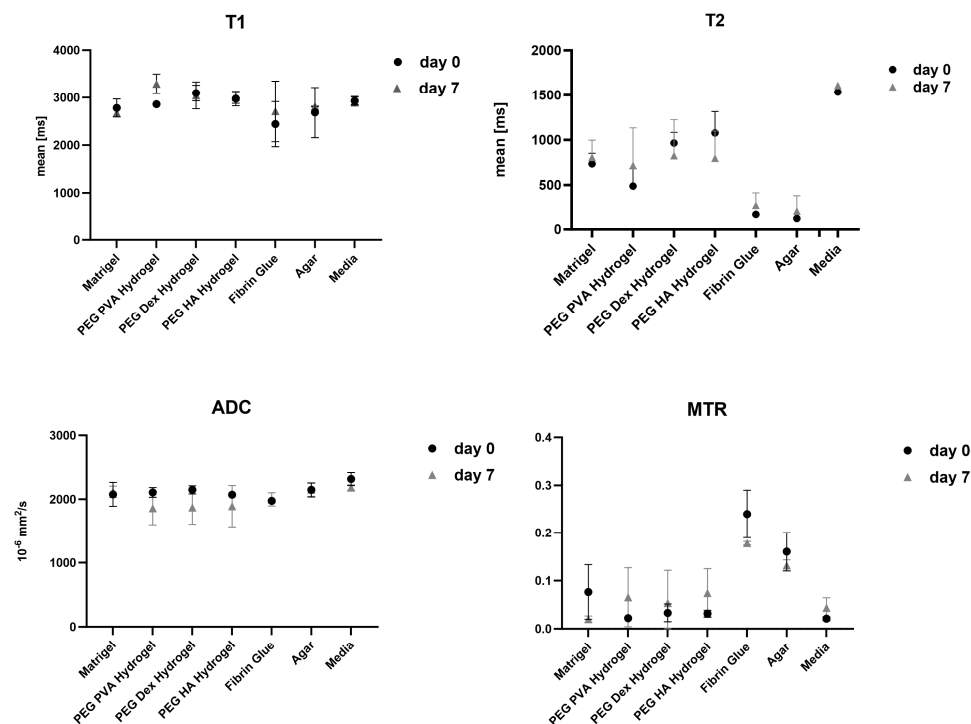 T1
4000
3000
2000
1000
0
mean [ms]
Matrigel
PEG PVA Hydrogel
PEG Dex Hydrogel
PEG HA Hydrogel
Fibrin Glue
Agar
Media
day 0
day 7
T2
2000
1500
1000
500
0
mean [ms]
Matrigel
PEG PVA Hydrogel
PEG Dex Hydrogel
PEG HA Hydrogel
Fibrin Glue
Agar
Media
day 0
day 7
ADC
3000
2000
1000
0
10⁻⁶ mm²/s
Matrigel
PEG PVA Hydrogel
PEG Dex Hydrogel
PEG HA Hydrogel
Fibrin Glue
Agar
Media
day 0
day 7
MTR
0.4
0.3
0.2
0.1
0.0
Matrigel
PEG PVA Hydrogel
PEG Dex Hydrogel
PEG HA Hydrogel
Fibrin Glue
Agar
Media
day 0
day 7